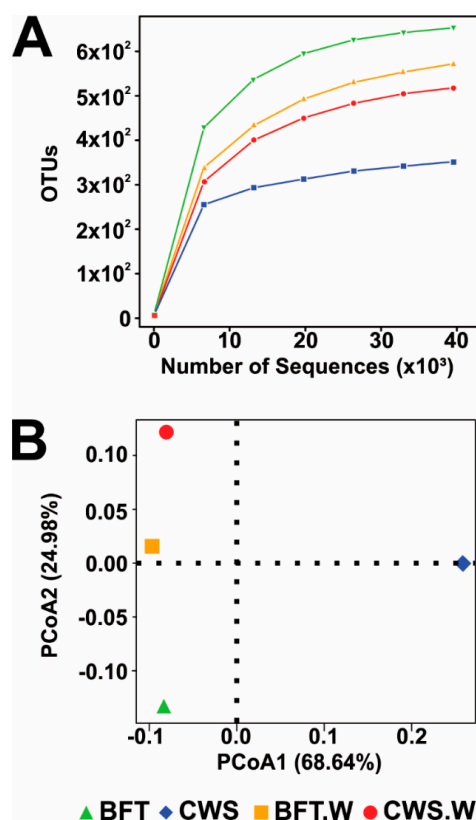 A
OTUs
6x10²
5x10²
4x10²
3x10²
2x10²
1x10²
0
0 10 20 30 40
Number of Sequences (x10³)
B
PCoA2 (24.98%)
0.10
0.05
0.00
-0.05
-0.10
-0.1 0.0 0.1 0.2
PCoA1 (68.64%)
BFT CWS BFT.W CWS.W